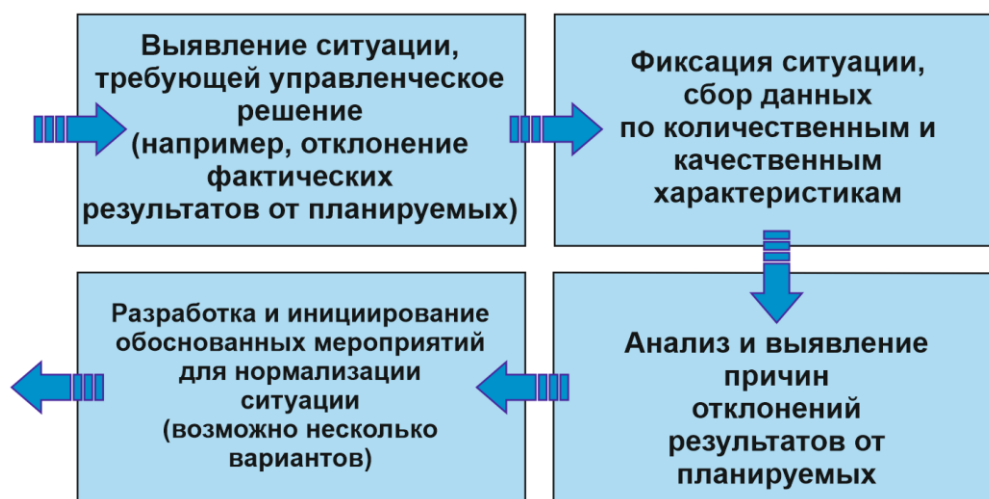 Выявление ситуации,
требующей управленческое
решение
(например, отклонение
фактических
результатов от планируемых)
Фиксация ситуации,
сбор данных
по количественным и
качественным
характеристикам
Анализ и выявление
причин
отклонений
результатов от
планируемых
Разработка и инициирование
обоснованных мероприятий
для нормализации
ситуации
(возможно несколько
вариантов)